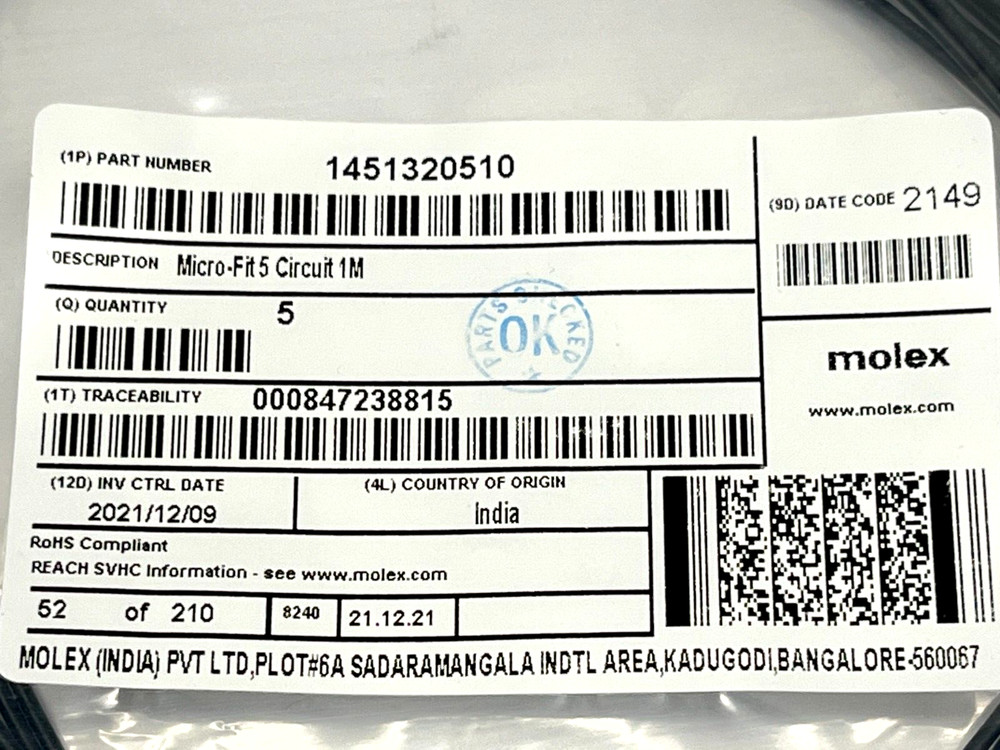 (1P) PART NUMBER 1451320510
(9D) DATE CODE 2149
DESCRIPTION Micro-Fit 5 Circuit 1M
(Q) QUANTITY 5
PARTS CHECKED
OK
molex
www.molex.com
(1T) TRACEABILITY 000847238815
(12D) INV CTRL DATE
2021/12/09
(4L) COUNTRY OF ORIGIN
India
RoHS Compliant
REACH SVHC Information - see www.molex.com
52 of 210 8240 21.12.21
MOLEX (INDIA) PVT LTD,PLOT#6A SADARAMANGALA INDTL AREA,KADUGODI,BANGALORE-560067